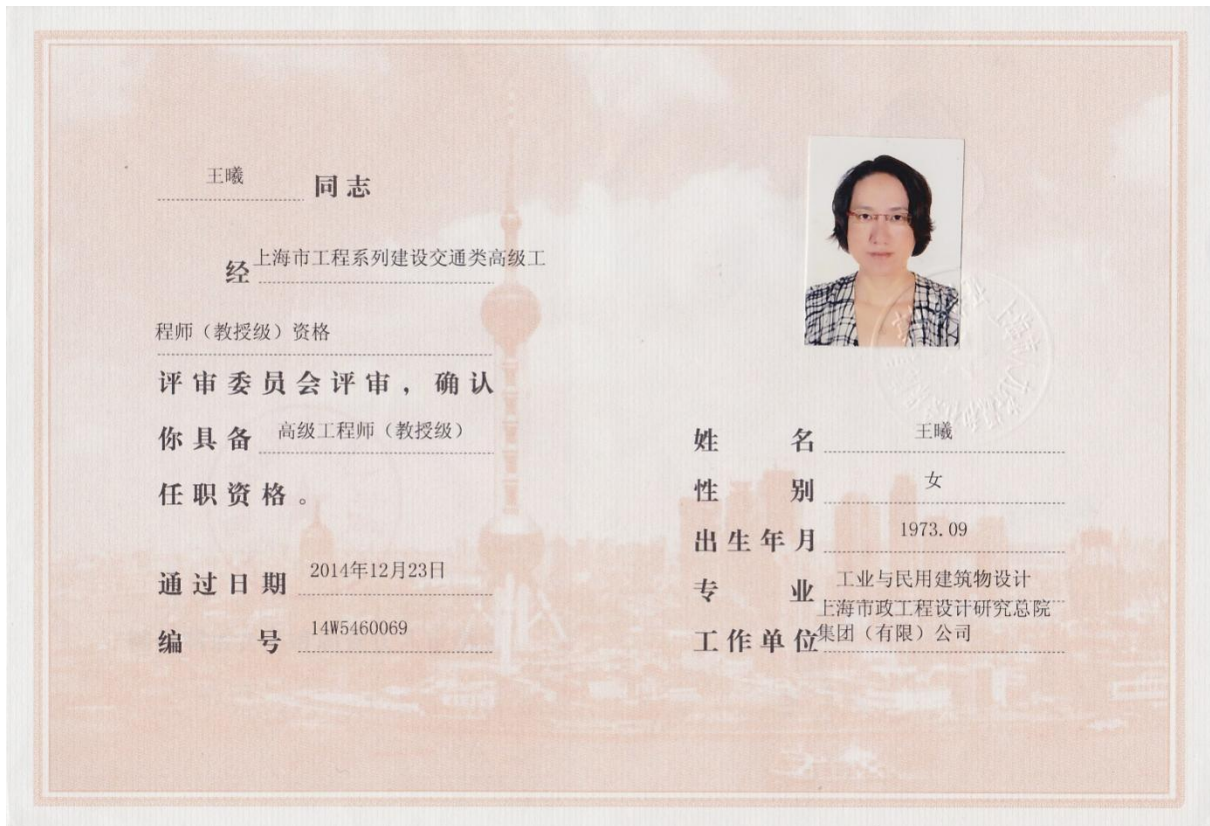 王曦 同志
经 上海市工程系列建设交通类高级工
程师（教授级）资格
评审委员会评审，确认
你具备 高级工程师（教授级）
任职资格。
通过日期 2014年12月23日
编号 14W5460069
姓名 王曦
性别 女
出生年月 1973.09
专业 工业与民用建筑物设计
上海市政工程设计研究总院
工作单位 集团（有限）公司